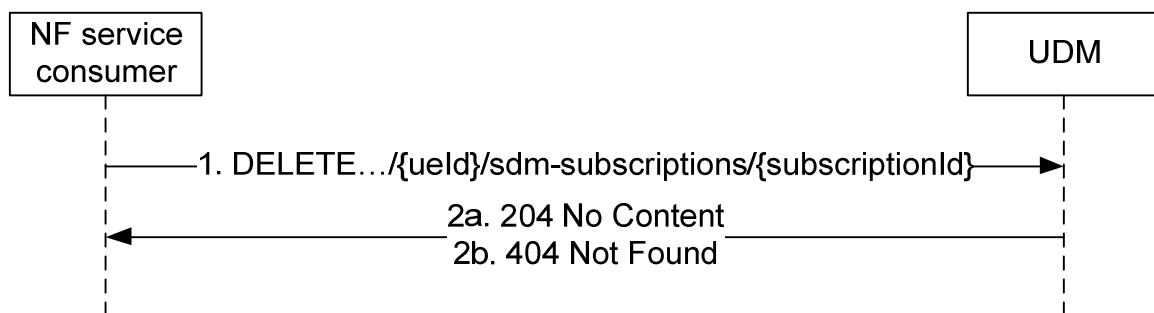 NF service
consumer
UDM
1. DELETE…/{ueId}/sdm-subscriptions/{subscriptionId}
2a. 204 No Content
2b. 404 Not Found